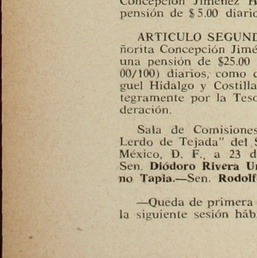 Concepción Jiménez H
pensión de $ 5.00 diario
ARTICULO SEGUND
ñorita Concepción Jimé
una pensión de $25.00
00/100) diarios, como d
guel Hidalgo y Costilla
tegramente por la Teso
deración.
Sala de Comisiones
Lerdo de Tejada" del S
México, D. F., a 23 d
Sen. Diódoro Rivera Ur
no Tapia.—Sen. Rodolf
—Queda de primera
la siguiente sesión háb